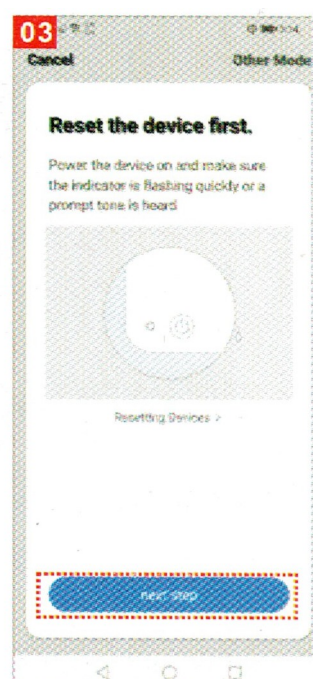 03
Cancel
Other Mode
Reset the device first.
Power the device on and make sure
the indicator is flashing quickly or a
prompt tone is heard
Resetting Devices >
next step